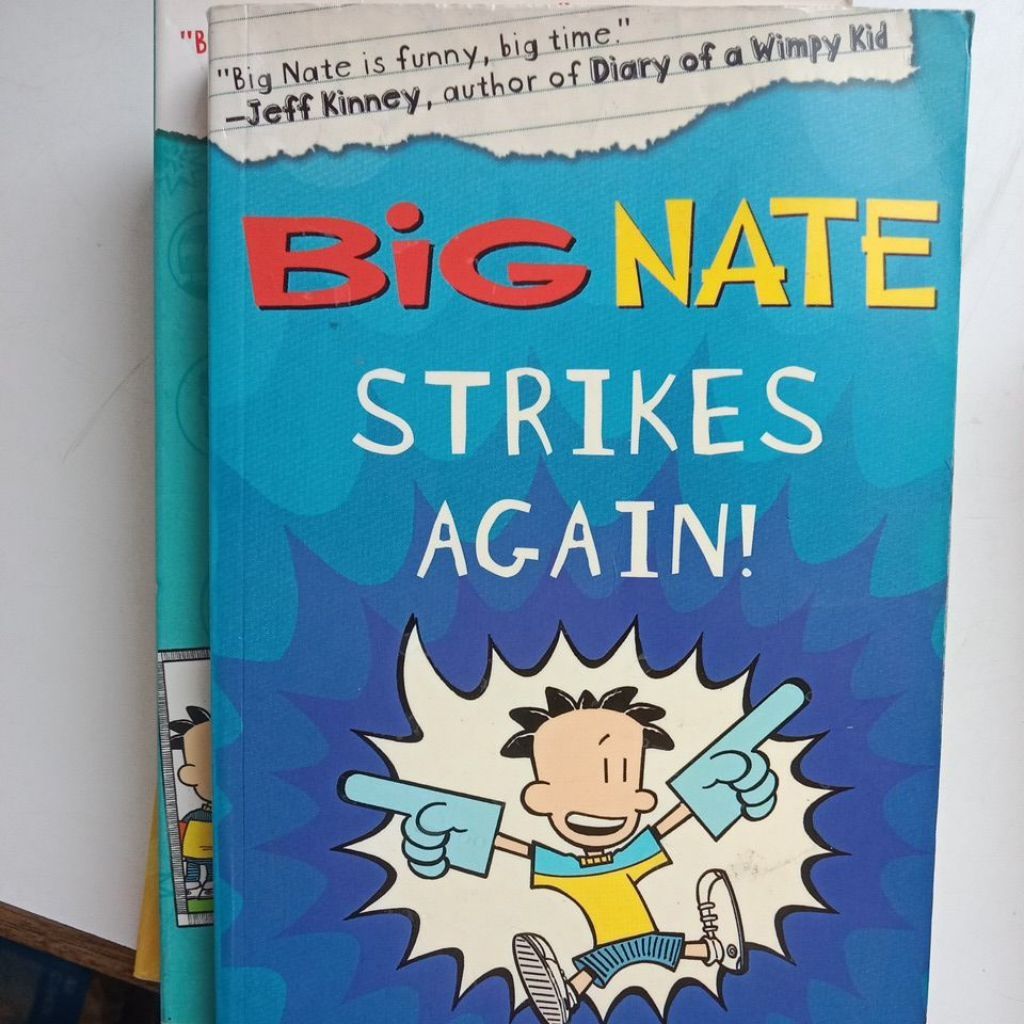 "B
"Big Nate is funny, big time."
—Jeff Kinney, author of Diary of a Wimpy Kid
BiG NATE
STRIKES
AGAIN!